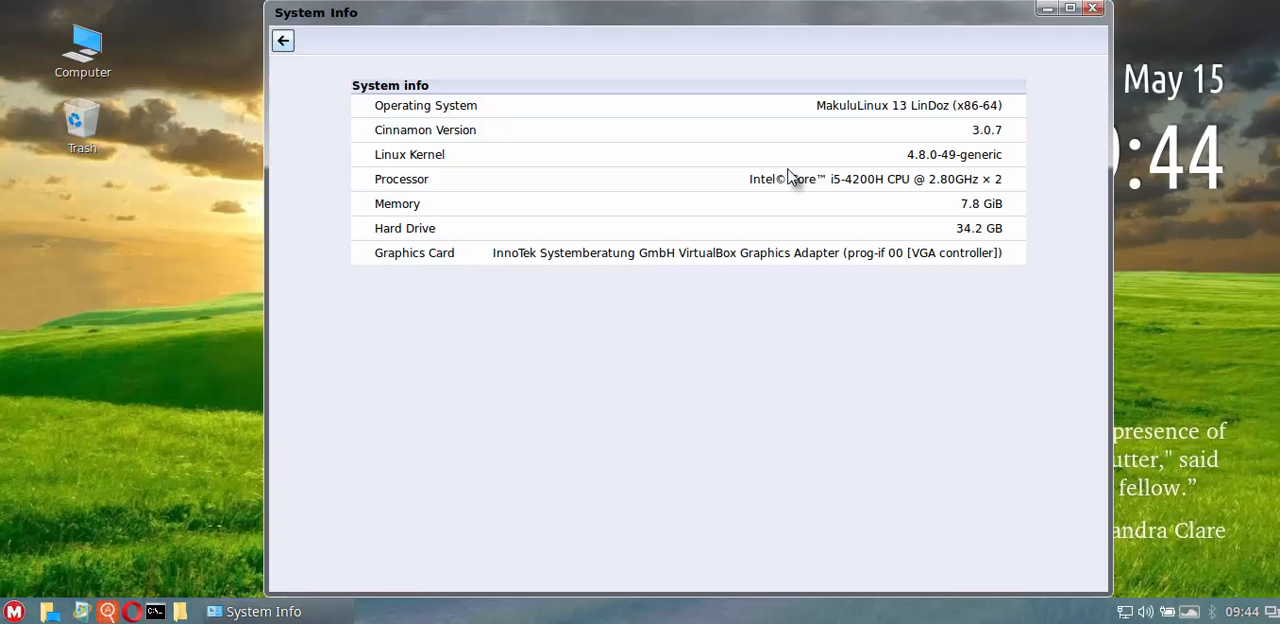 System Info
Computer
Trash
System info
Operating System MakuluLinux 13 LinDoz (x86-64)
Cinnamon Version 3.0.7
Linux Kernel 4.8.0-49-generic
Processor Intel© ore™ i5-4200H CPU @ 2.80GHz × 2
Memory 7.8 GiB
Hard Drive 34.2 GB
Graphics Card InnoTek Systemberatung GmbH VirtualBox Graphics Adapter (prog-if 00 [VGA controller])
May 15
:44
presence of
utter," said
fellow.”
andra Clare
System Info
09:44